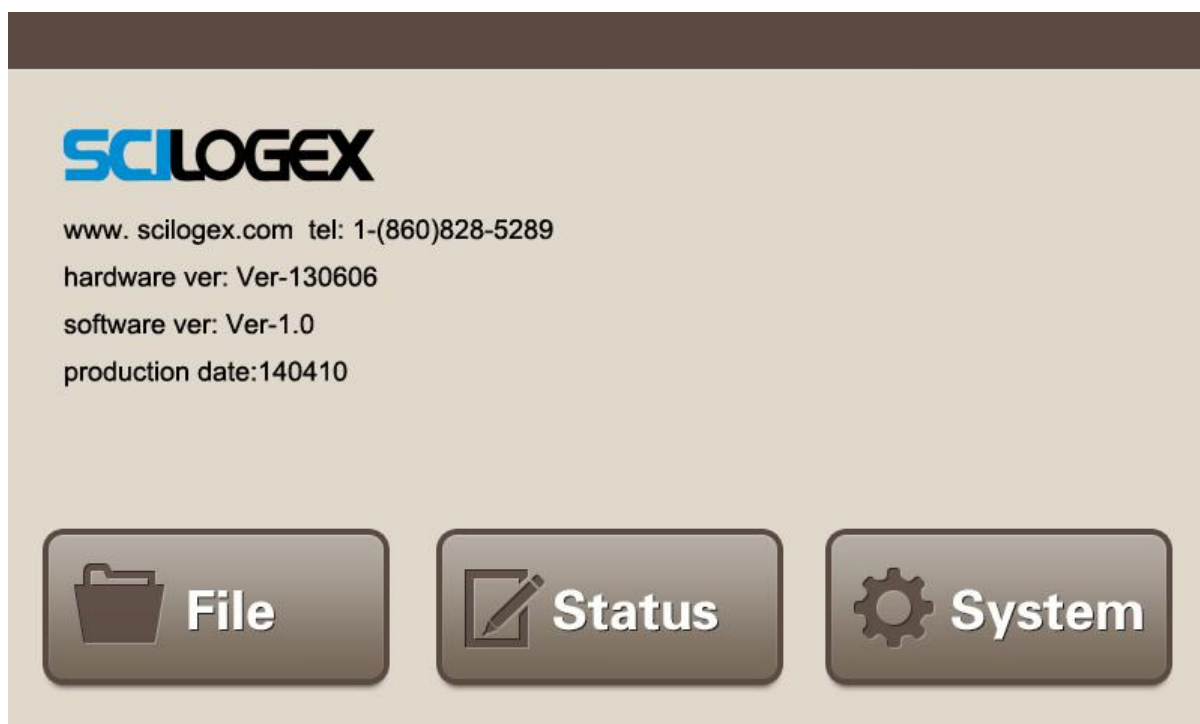 SCILOGEX
www. scilogex.com tel: 1-(860)828-5289
hardware ver: Ver-130606
software ver: Ver-1.0
production date:140410
File
Status
System